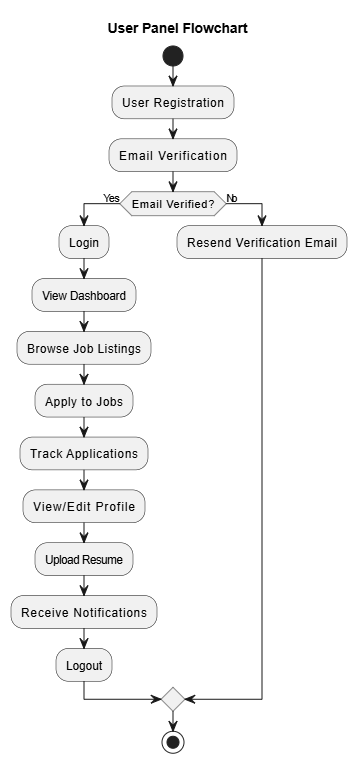 User Panel Flowchart
User Registration
Email Verification
Yes
Email Verified?
No
Login
Resend Verification Email
View Dashboard
Browse Job Listings
Apply to Jobs
Track Applications
View/Edit Profile
Upload Resume
Receive Notifications
Logout